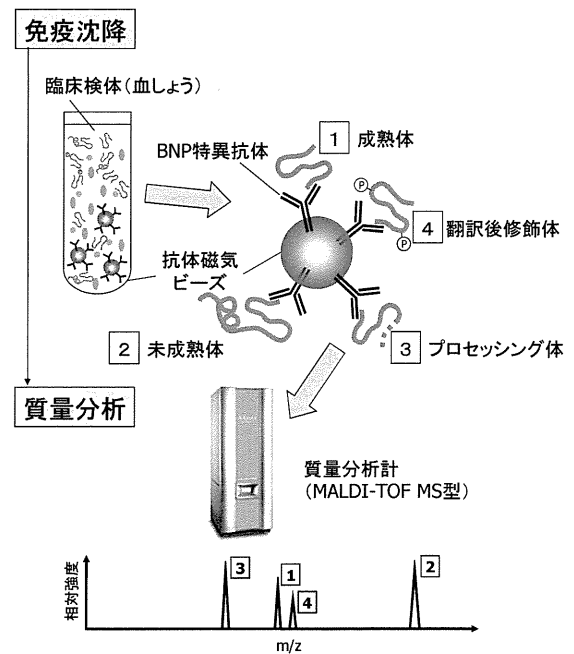 免疫沈降
臨床検体（血しょう）
BNP特異抗体
1 成熟体
P
4 翻訳後修飾体
P
抗体磁気
ビーズ
2 未成熟体
3 プロセッシング体
質量分析
質量分析計
（MALDI-TOF MS型）
相対強度
3
1
4
2
m/z